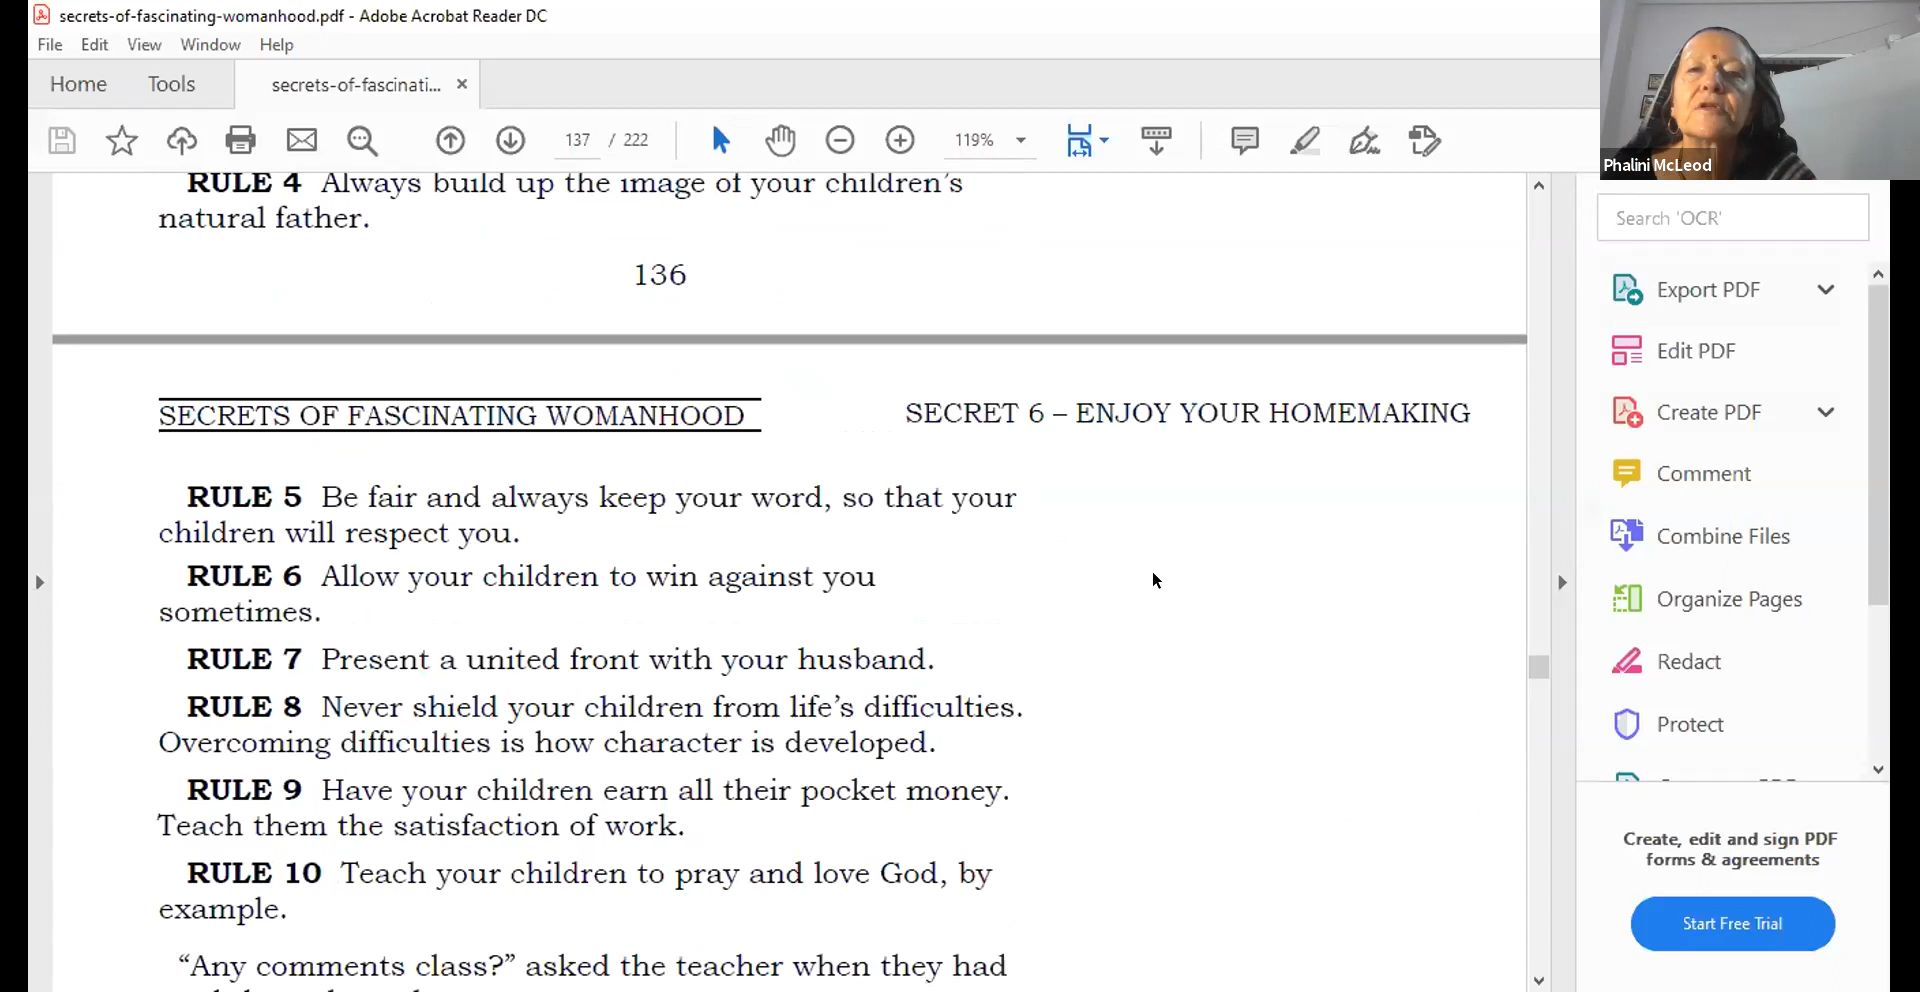 secrets-of-fascinating-womanhood.pdf - Adobe Acrobat Reader DC
File Edit View Window Help
Home Tools secrets-of-fascinati... ×
137 / 222 119%
Phalini McLeod
RULE 4 Always build up the image of your children's
natural father.
136
SECRETS OF FASCINATING WOMANHOOD SECRET 6 – ENJOY YOUR HOMEMAKING
RULE 5 Be fair and always keep your word, so that your
children will respect you.
RULE 6 Allow your children to win against you
sometimes.
RULE 7 Present a united front with your husband.
RULE 8 Never shield your children from life's difficulties.
Overcoming difficulties is how character is developed.
RULE 9 Have your children earn all their pocket money.
Teach them the satisfaction of work.
RULE 10 Teach your children to pray and love God, by
example.
“Any comments class?” asked the teacher when they had
Search 'OCR'
Export PDF
Edit PDF
Create PDF
Comment
Combine Files
Organize Pages
Redact
Protect
Create, edit and sign PDF
forms & agreements
Start Free Trial